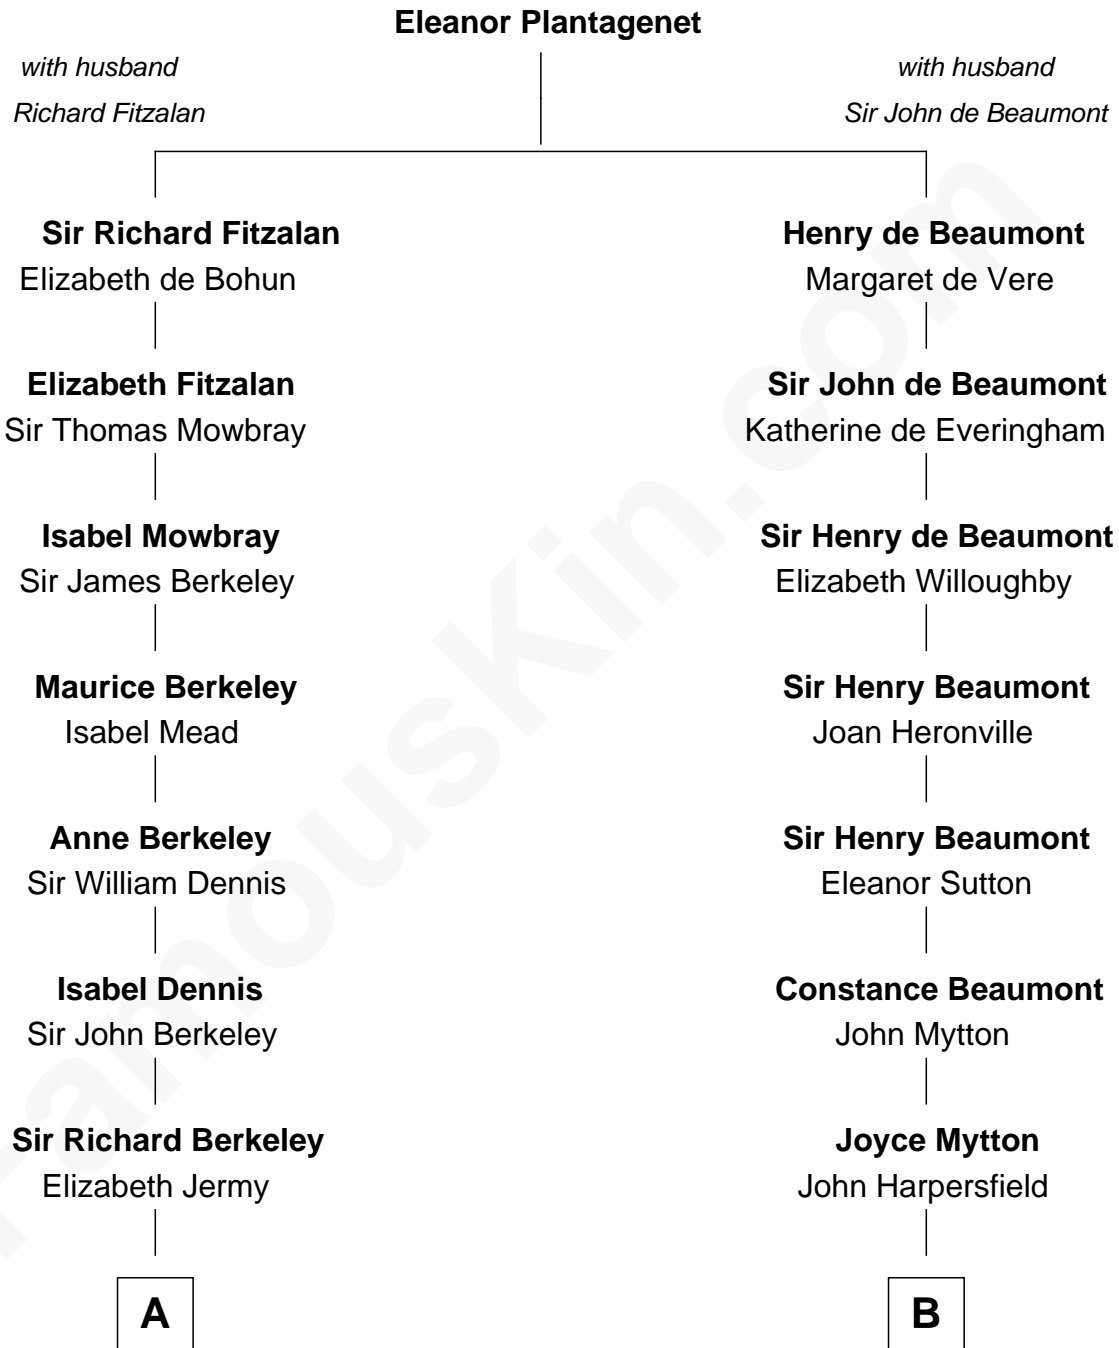 Eleanor Plantagenet
with husband
Richard Fitzalan
with husband
Sir John de Beaumont
Sir Richard Fitzalan
Elizabeth de Bohun
Henry de Beaumont
Margaret de Vere
Elizabeth Fitzalan
Sir Thomas Mowbray
Sir John de Beaumont
Katherine de Everingham
Isabel Mowbray
Sir James Berkeley
Sir Henry de Beaumont
Elizabeth Willoughby
Maurice Berkeley
Isabel Mead
Sir Henry Beaumont
Joan Heronville
Anne Berkeley
Sir William Dennis
Sir Henry Beaumont
Eleanor Sutton
Isabel Dennis
Sir John Berkeley
Constance Beaumont
John Mytton
Sir Richard Berkeley
Elizabeth Jermy
Joyce Mytton
John Harpersfield
A
B
FamousKin.com